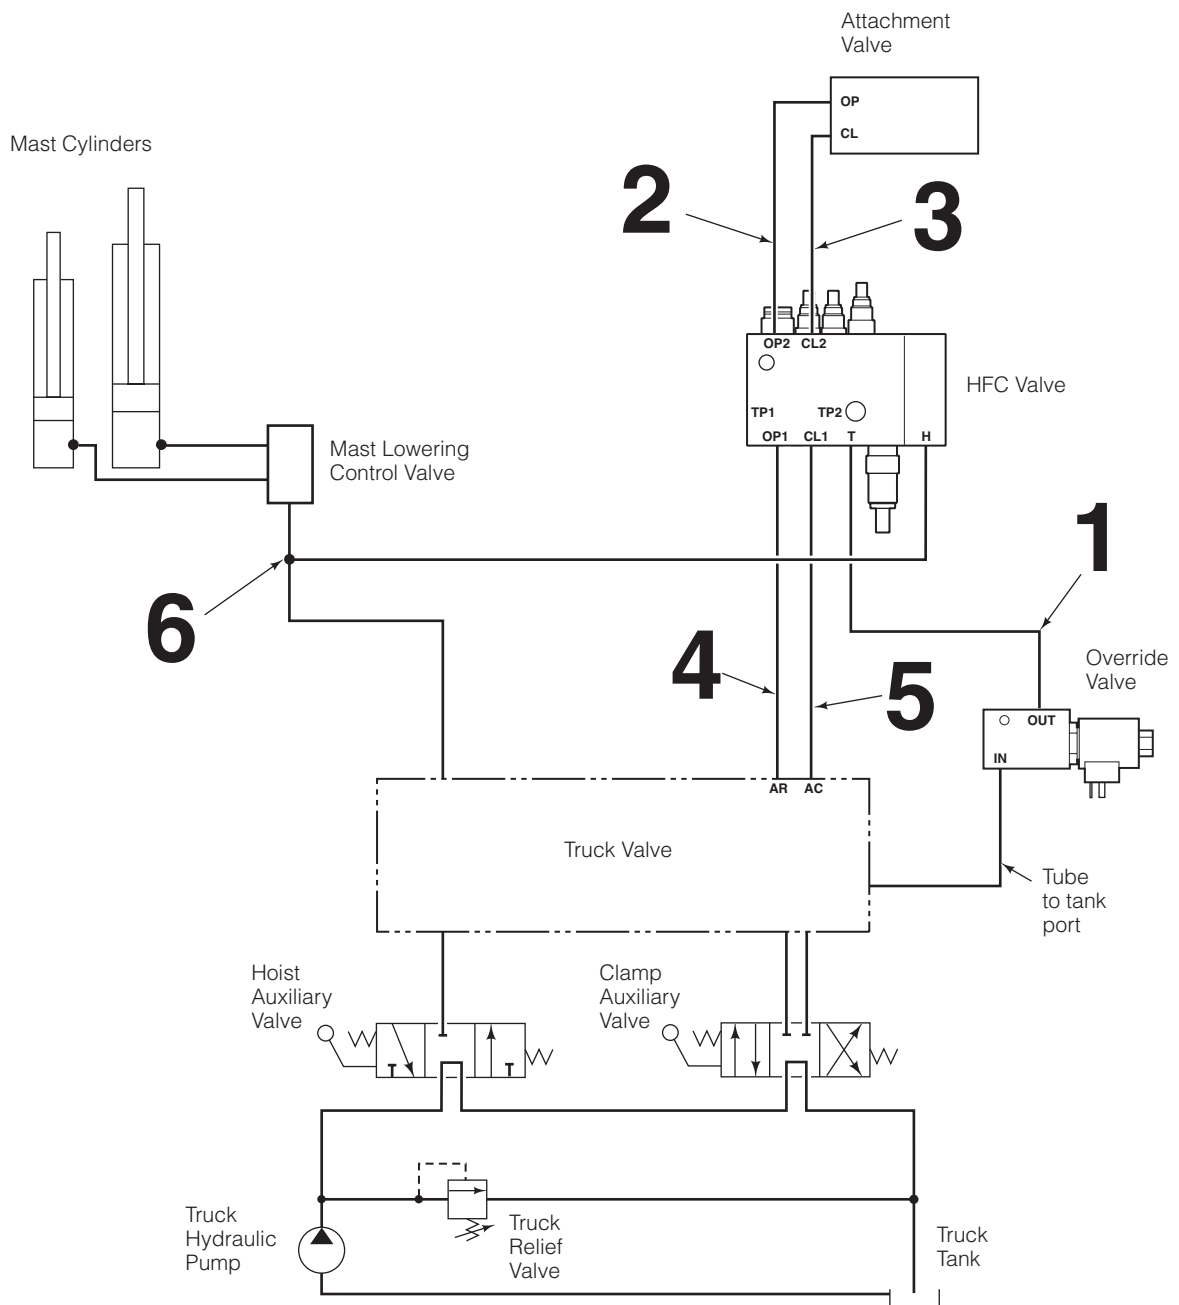 Attachment
Valve
OP
CL
Mast Cylinders
2
3
OP2 CL2
HFC Valve
TP1 TP2
OP1 CL1 T H
Mast Lowering
Control Valve
1
6
4
5
Override
Valve
OUT
IN
AR AC
Truck Valve
Tube
to tank
port
Hoist
Auxiliary
Valve
Clamp
Auxiliary
Valve
Truck
Hydraulic
Pump
Truck
Relief
Valve
Truck
Tank